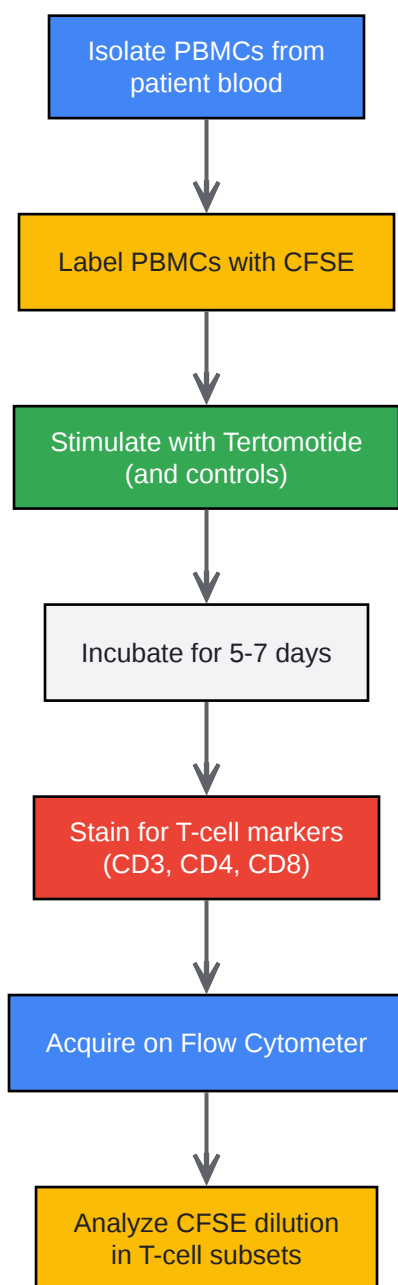 Isolate PBMCs from
patient blood
Label PBMCs with CFSE
Stimulate with Tertomotide
(and controls)
Incubate for 5-7 days
Stain for T-cell markers
(CD3, CD4, CD8)
Acquire on Flow Cytometer
Analyze CFSE dilution
in T-cell subsets